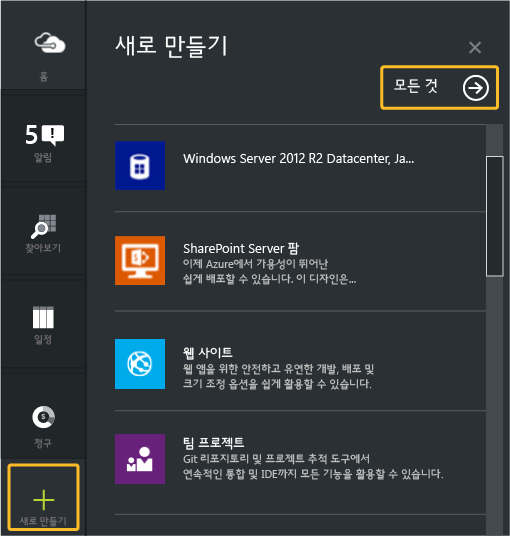 새로 만들기
모든 것
홈
5
알림
찾아보기
일정
청구
새로 만들기
Windows Server 2012 R2 Datacenter, Ja...
SharePoint Server 팜
이제 Azure에서 가용성이 뛰어난
쉽게 배포할 수 있습니다. 이 디자인은...
웹 사이트
웹 앱을 위한 안전하고 유연한 개발, 배포 및
크기 조정 옵션을 쉽게 활용할 수 있습니다.
팀 프로젝트
Git 리포지토리 및 프로젝트 추적 도구에서
연속적인 통합 및 IDE까지 모든 기능을 활용할 수 있습니다.